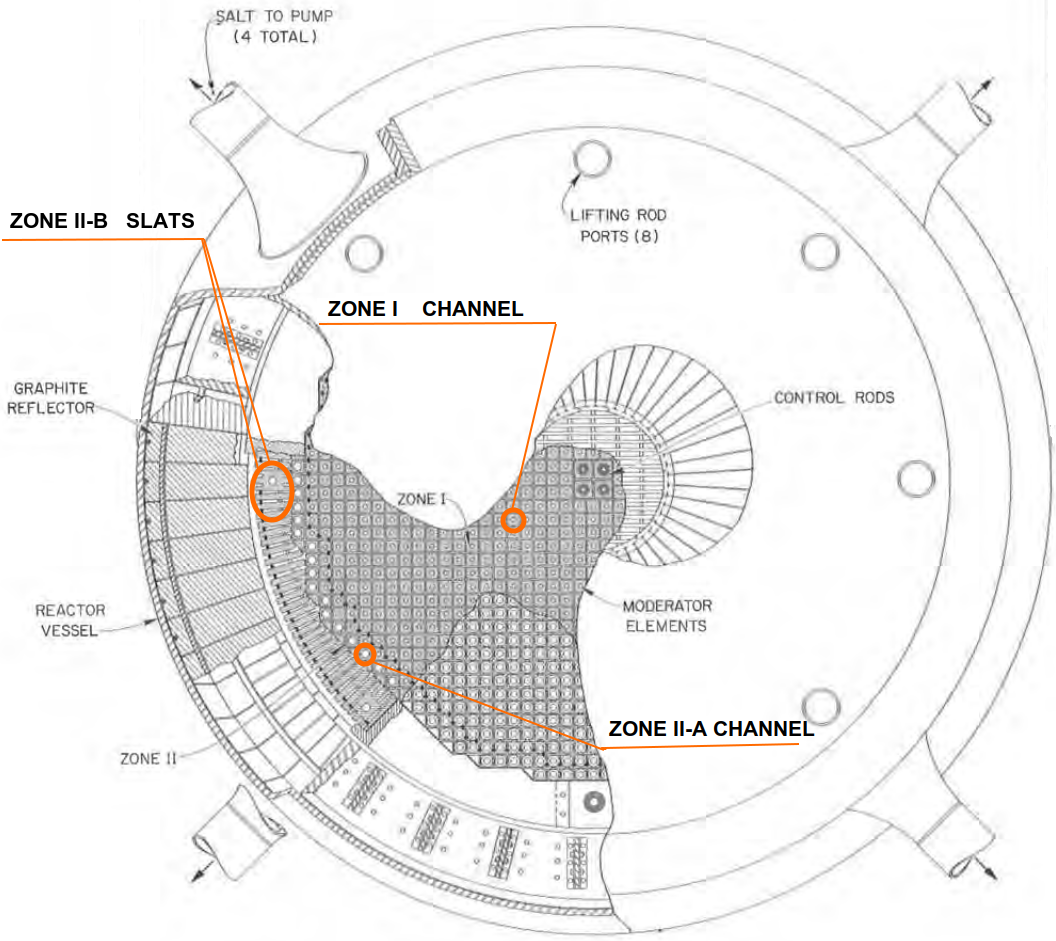 SALT TO PUMP
(4 TOTAL)
ZONE II-B SLATS
LIFTING ROD
PORTS (8)
ZONE I CHANNEL
GRAPHITE
REFLECTOR
CONTROL RODS
ZONE I
REACTOR
VESSEL
MODERATOR
ELEMENTS
ZONE II-A CHANNEL
ZONE II